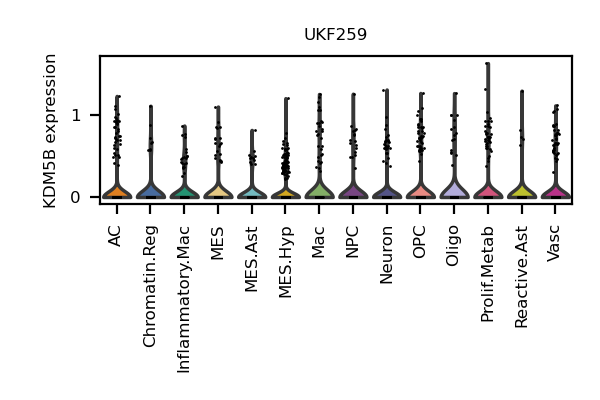 UKF259
KDM5B expression
1
0
AC
Chromatin.Reg
Inflammatory.Mac
MES
MES.Ast
MES.Hyp
Mac
NPC
Neuron
OPC
Oligo
Prolif.Metab
Reactive.Ast
Vasc